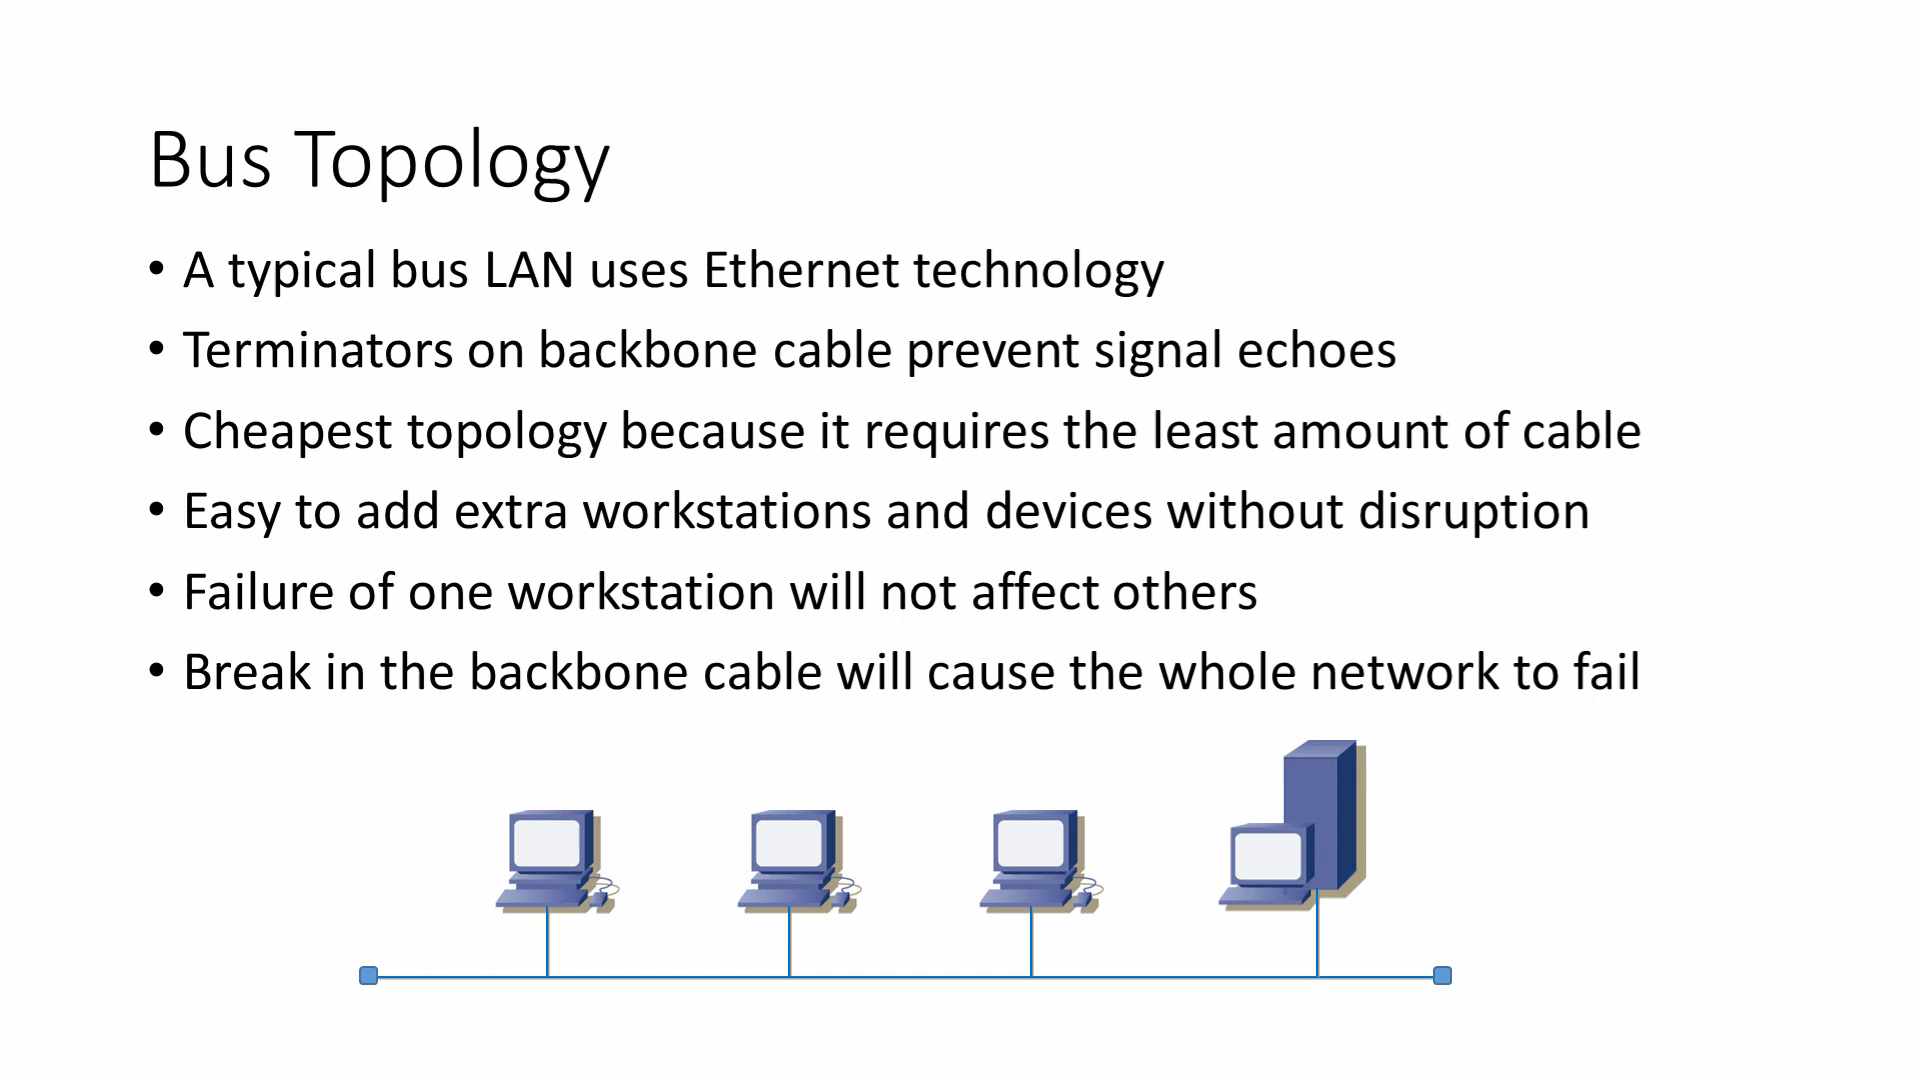 Bus Topology
• A typical bus LAN uses Ethernet technology
• Terminators on backbone cable prevent signal echoes
• Cheapest topology because it requires the least amount of cable
• Easy to add extra workstations and devices without disruption
• Failure of one workstation will not affect others
• Break in the backbone cable will cause the whole network to fail